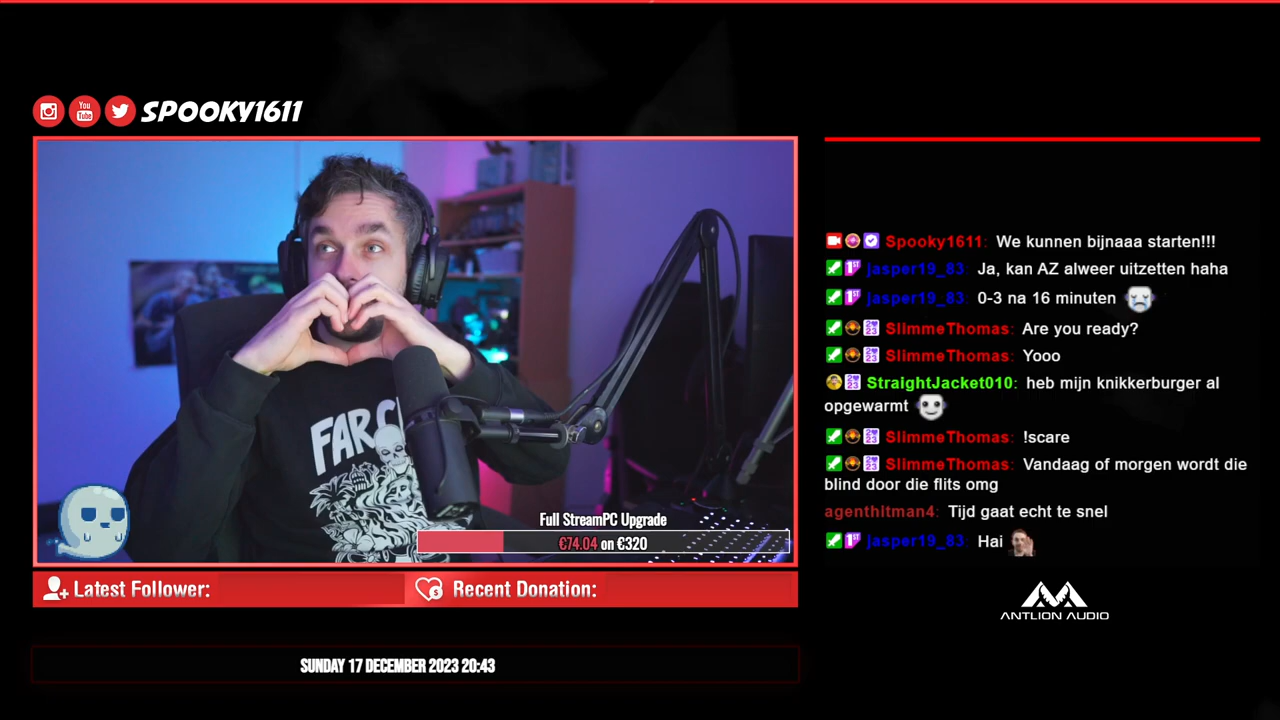 You
Tube
SPOOKY1611
Spooky1611: We kunnen bijnaaa starten!!!
jasper19_83: Ja, kan AZ alweer uitzetten haha
jasper19_83: 0-3 na 16 minuten
SlimmeThomas: Are you ready?
SlimmeThomas: Yooo
StraightJacket010: heb mijn knikkerburger al
opgewarmt
SlimmeThomas: !scare
SlimmeThomas: Vandaag of morgen wordt die
blind door die flits omg
agenthitman4: Tijd gaat echt te snel
jasper19_83: Hai
FAR C
Full StreamPC Upgrade
€74.04 on €320
Latest Follower:
Recent Donation:
ANTLION AUDIO
SUNDAY 17 DECEMBER 2023 20:43